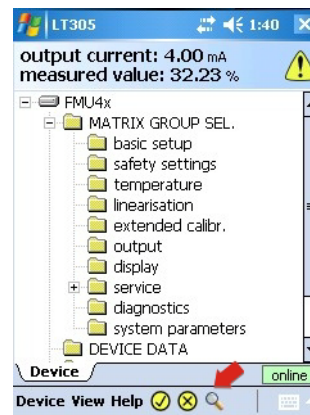 LT305 1:40
output current: 4.00 mA
measured value: 32.23 %
FMU4x
MATRIX GROUP SEL.
basic setup
safety settings
temperature
linearisation
extended calibr.
output
display
service
diagnostics
system parameters
DEVICE DATA
Device online
Device View Help